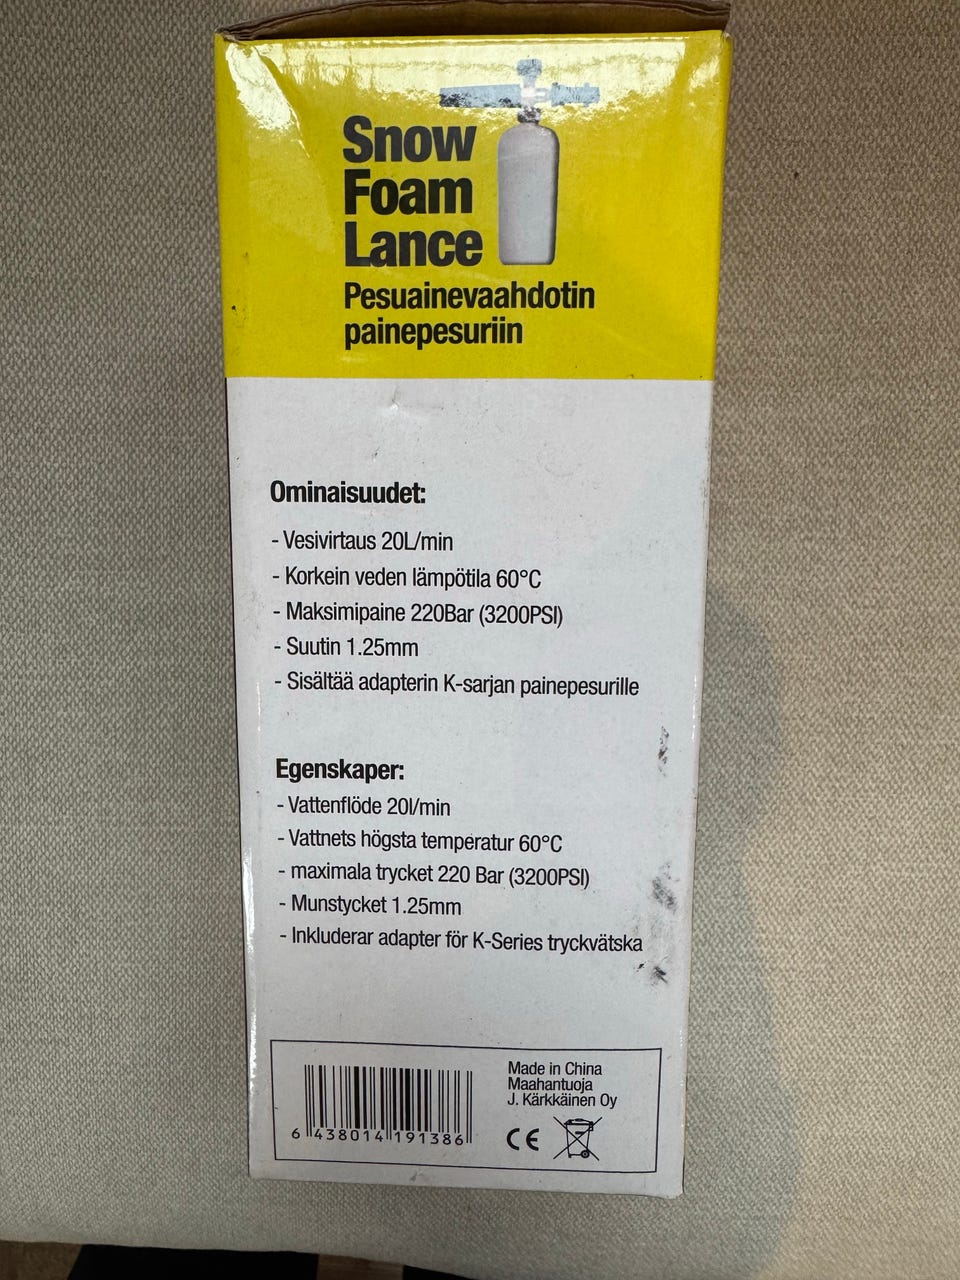 Snow
Foam
Lance
Pesuainevaahdotin
painepesuriin
Ominaisuudet:
- Vesivirtaus 20L/min
- Korkein veden lämpötila 60°C
- Maksimipaine 220Bar (3200PSI)
- Suutin 1.25mm
- Sisältää adapterin K-sarjan painepesurille
Egenskaper:
- Vattenflöde 20l/min
- Vattnets högsta temperatur 60°C
- maximala trycket 220 Bar (3200PSI)
- Munstycket 1.25mm
- Inkluderar adapter för K-Series tryckvätska
Made in China
Maahantuoja
J. Kärkkäinen Oy
6 438014 191386
CE